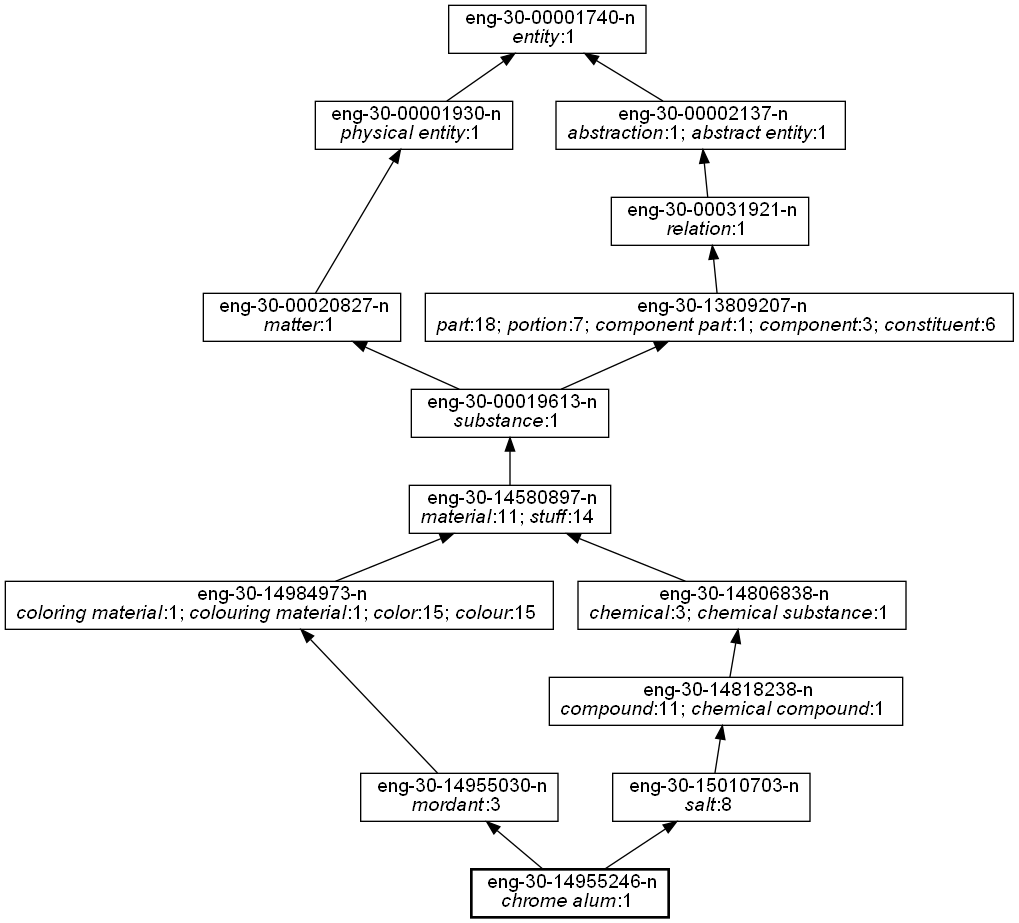 eng-30-00001740-n
entity:1
eng-30-00001930-n
physical entity:1
eng-30-00002137-n
abstraction:1; abstract entity:1
eng-30-00031921-n
relation:1
eng-30-00020827-n
matter:1
eng-30-13809207-n
part:18; portion:7; component part:1; component:3; constituent:6
eng-30-00019613-n
substance:1
eng-30-14580897-n
material:11; stuff:14
eng-30-14984973-n
coloring material:1; colouring material:1; color:15; colour:15
eng-30-14806838-n
chemical:3; chemical substance:1
eng-30-14818238-n
compound:11; chemical compound:1
eng-30-14955030-n
mordant:3
eng-30-15010703-n
salt:8
eng-30-14955246-n
chrome alum:1